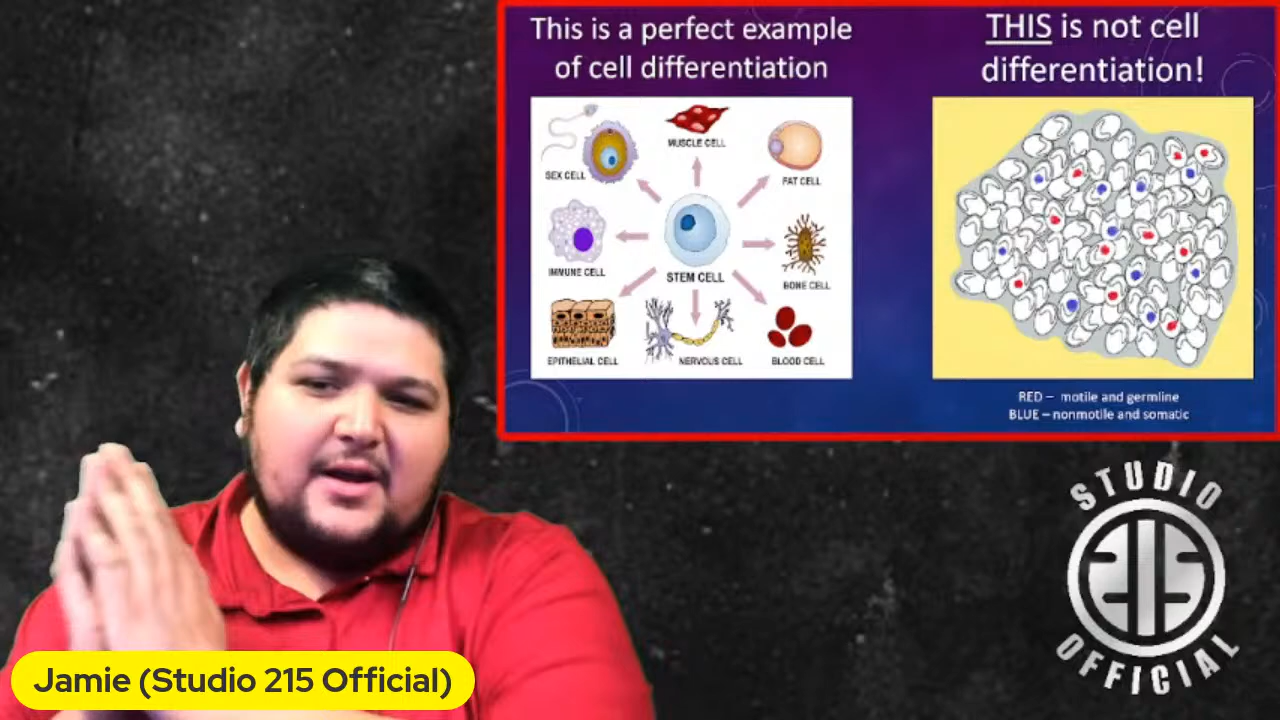 This is a perfect example
of cell differentiation
THIS is not cell
differentiation!
SEX CELL
MUSCLE CELL
FAT CELL
IMMUNE CELL
STEM CELL
BONE CELL
EPITHELIAL CELL
NERVOUS CELL
BLOOD CELL
RED – motile and germline
BLUE – nonmotile and somatic
STUDIO
215
OFFICIAL
Jamie (Studio 215 Official)